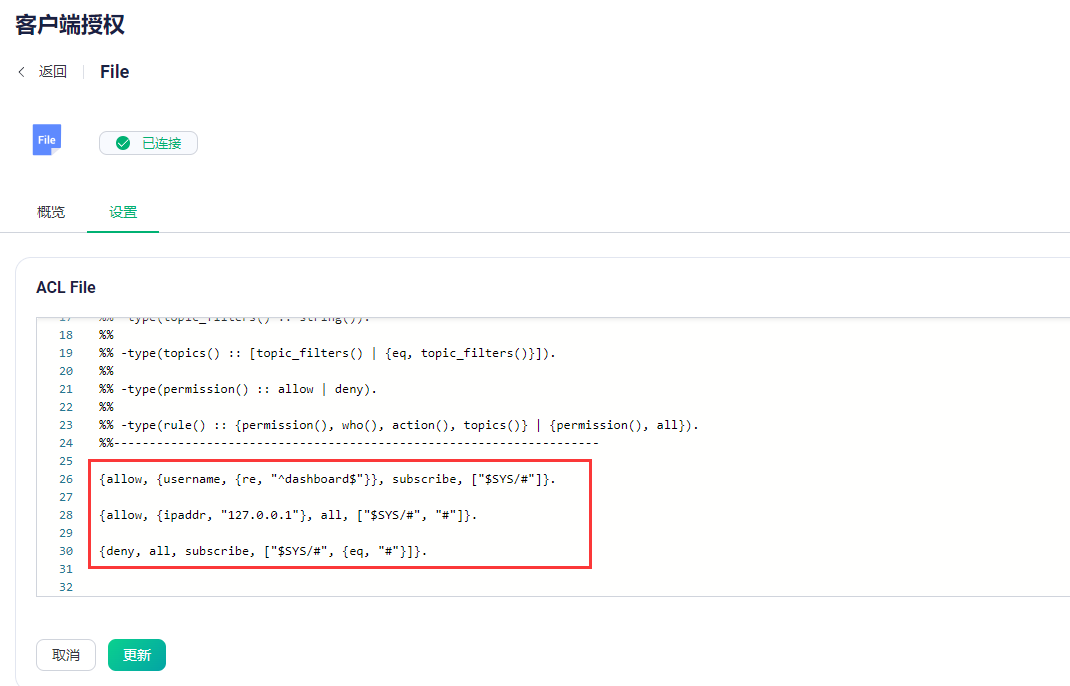 客户端授权
返回 File
File 已连接
概览 设置
ACL File
17 %% -type(topic_filters() :: string()).
18 %%
19 %% -type(topics() :: [topic_filters() | {eq, topic_filters()}]).
20 %%
21 %% -type(permission() :: allow | deny).
22 %%
23 %% -type(rule() :: {permission(), who(), action(), topics()} | {permission(), all}).
24 %%--------------------------------------------------------------------
25
26 {allow, {username, {re, "^dashboard$"}}, subscribe, ["$SYS/#"]}.
27
28 {allow, {ipaddr, "127.0.0.1"}, all, ["$SYS/#", "#"]}.
29
30 {deny, all, subscribe, ["$SYS/#", {eq, "#"}]}.
31
32
取消 更新